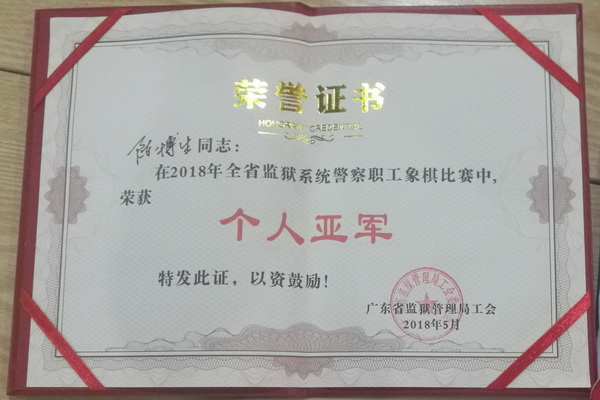 荣誉证书
HONORARY CREDENTIAL
同志：
在2018年全省监狱系统警察职工象棋比赛中，
荣获
个人亚军
特发此证，以资鼓励！
广东省监狱管理局工会
2018年5月